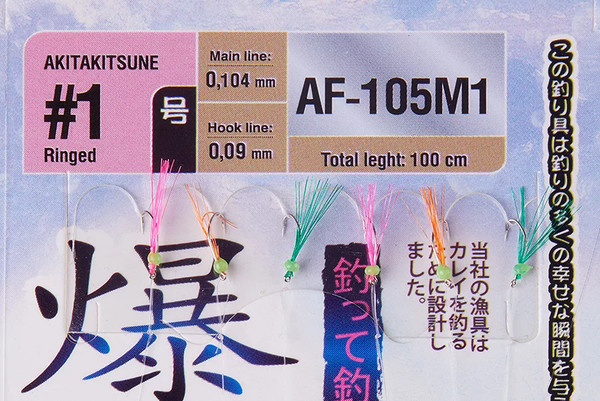 AKITAKITSUNE
#1
Ringed
号
Main line:
0,104 mm
Hook line:
0,09 mm
AF-105M1
Total leght: 100 cm
この釣り具は釣りの多くの幸せな瞬間を与え
当社の漁具は
カレイを釣る
ために設計し
ました。
釣って釣
爆